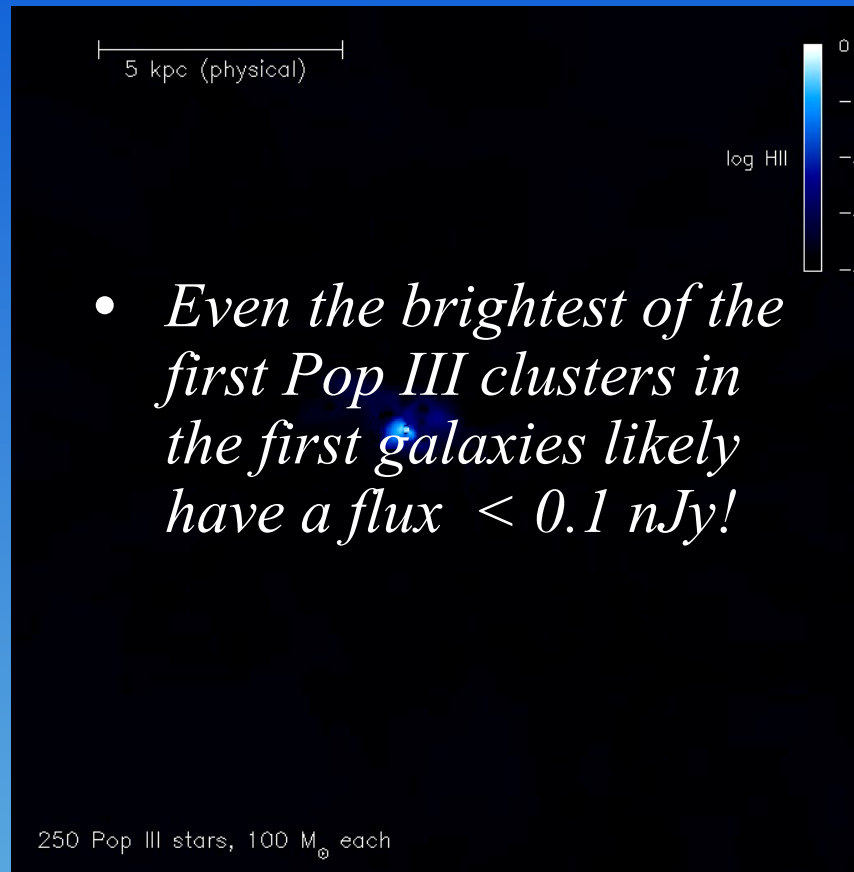 5 kpc (physical)
0
log HII
• Even the brightest of the
first Pop III clusters in
the first galaxies likely
have a flux < 0.1 nJy!
250 Pop III stars, 100 M☉ each